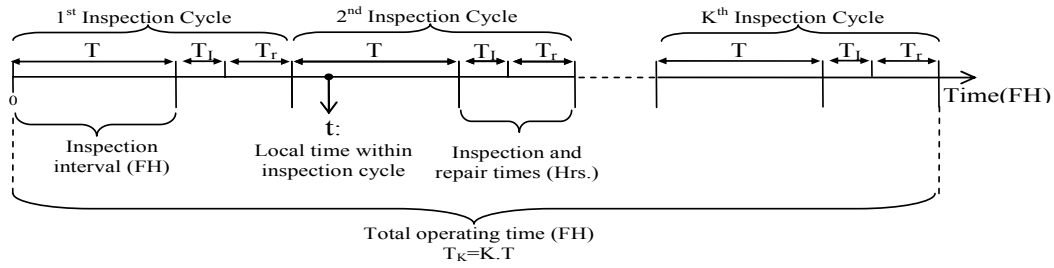 1st Inspection Cycle 2nd Inspection Cycle Kth Inspection Cycle
T TI Tr T TI Tr T TI Tr
0 Time(FH)
t:
Inspection interval (FH)
Local time within inspection cycle
Inspection and repair times (Hrs.)
Total operating time (FH)
TK=K.T